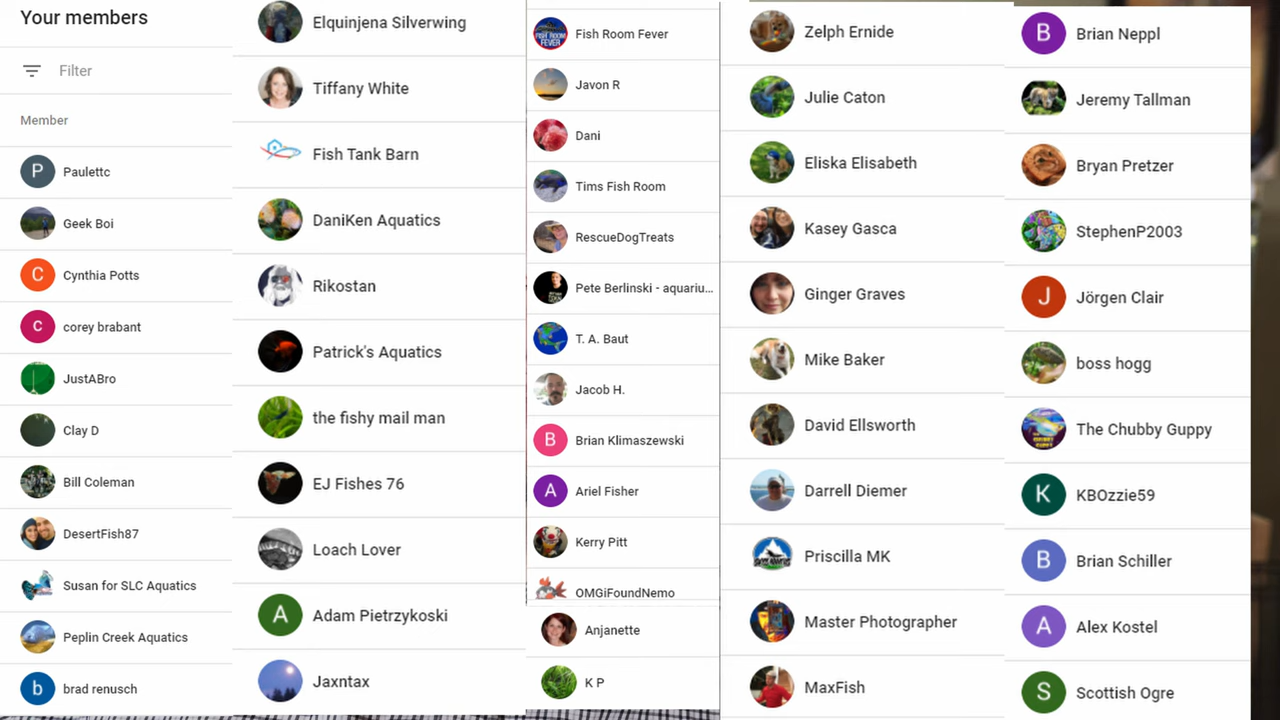 Your members
Filter
Member
P
Paulettc
Geek Boi
C
Cynthia Potts
c
corey brabant
JustABro
Clay D
Bill Coleman
DesertFish87
Susan for SLC Aquatics
Peplin Creek Aquatics
b
brad renusch
Elquinjena Silverwing
Tiffany White
Fish Tank Barn
DaniKen Aquatics
Rikostan
Patrick's Aquatics
the fishy mail man
EJ Fishes 76
Loach Lover
A
Adam Pietrzykoski
Jaxntax
FISH ROOM
FEVER
Fish Room Fever
Javon R
Dani
Tims Fish Room
RescueDogTreats
Pete Berlinski - aquariu...
T. A. Baut
Jacob H.
B
Brian Klimaszewski
A
Ariel Fisher
Kerry Pitt
OMGiFoundNemo
Anjanette
K P
Zelph Ernide
Julie Caton
Eliska Elisabeth
Kasey Gasca
Ginger Graves
Mike Baker
David Ellsworth
Darrell Diemer
Priscilla MK
Master Photographer
MaxFish
B
Brian Neppl
Jeremy Tallman
Bryan Pretzer
StephenP2003
J
Jörgen Clair
boss hogg
The Chubby Guppy
K
KBOzzie59
B
Brian Schiller
A
Alex Kostel
S
Scottish Ogre